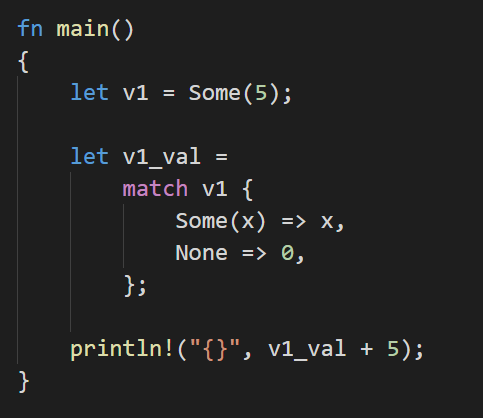 fn main()
{
    let v1 = Some(5);

    let v1_val =
        match v1 {
            Some(x) => x,
            None => 0,
        };

    println!("{}", v1_val + 5);
}